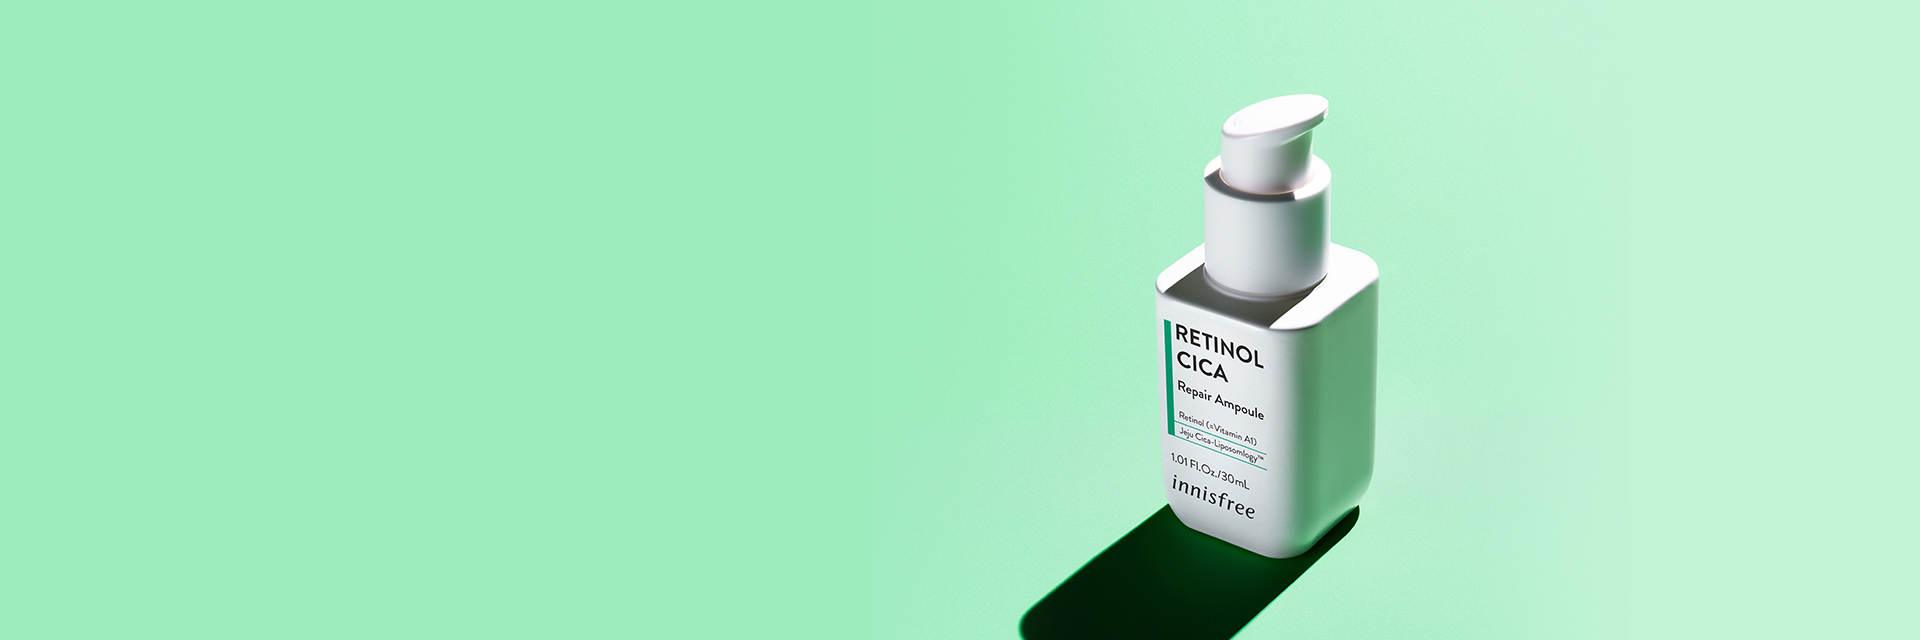 RETINOL
CICA
Repair Ampoule
Retinol (=Vitamin A1)
Jeju Cica-Liposomlogy™
1.01 Fl.Oz./30mL
innisfree